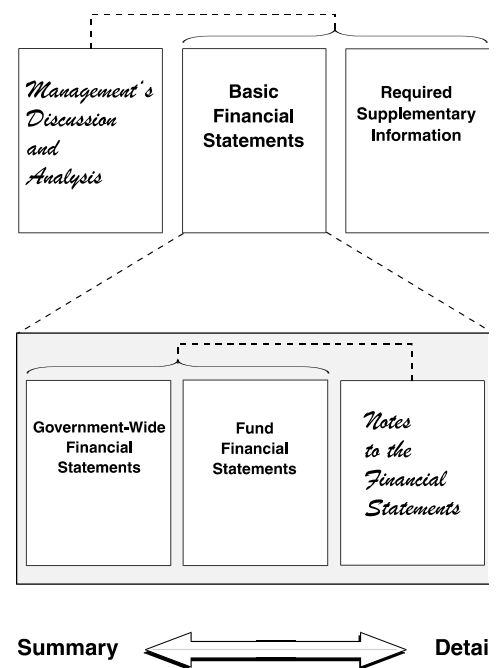 Management's
Discussion
and
Analysis
Basic
Financial
Statements
Required
Supplementary
Information
Government-Wide
Financial
Statements
Fund
Financial
Statements
Notes
to the
Financial
Statements
Summary
Detai